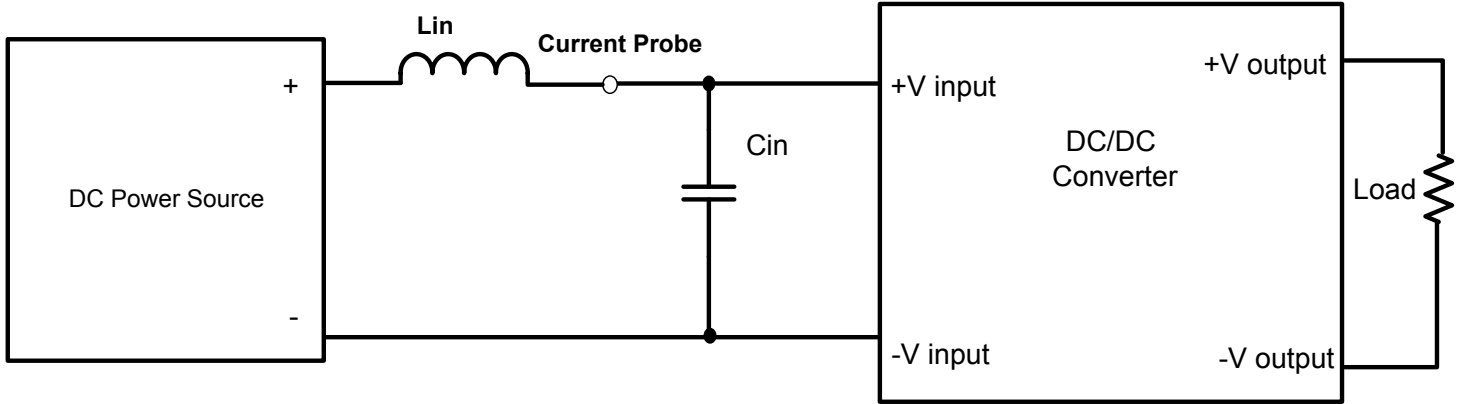 Lin
Current Probe
+
+V input
+V output
DC/DC
Converter
Cin
DC Power Source
Load
-
-V input
-V output